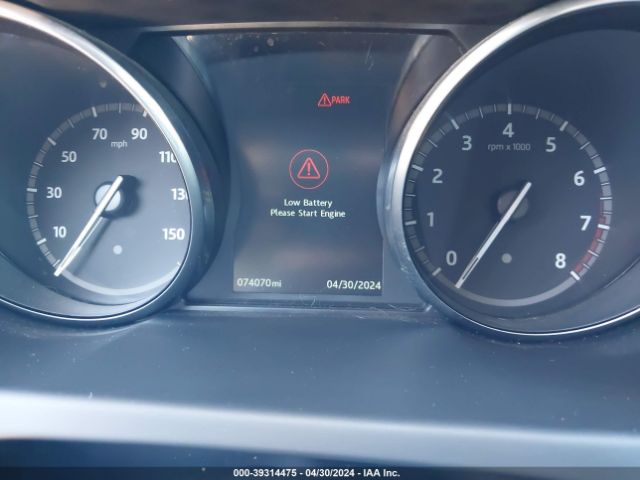 PARK
70 90
mph
50 110
30 130
10 150
Low Battery
Please Start Engine
074070mi 04/30/2024
4
3 5
rpm x 1000
2 6
1 7
0 8
000-39314475 - 04/30/2024 - IAA Inc.